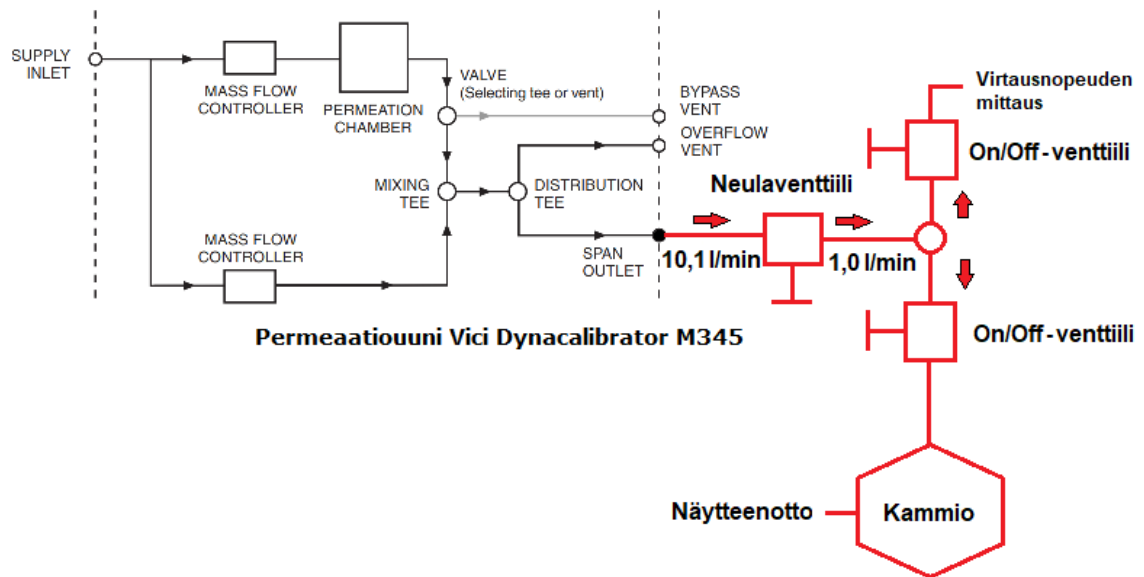 SUPPLY
INLET
MASS FLOW
CONTROLLER
PERMEATION
CHAMBER
VALVE
(Selecting tee or vent)
BYPASS
VENT
OVERFLOW
VENT
MIXING
TEE
DISTRIBUTION
TEE
MASS FLOW
CONTROLLER
SPAN
OUTLET
Permeaatiouuni Vici Dynacalibrator M345
Virtausnopeuden
mittaus
On/Off - venttiili
Neulaventtiili
10,1 l/min
1,0 l/min
On/Off - venttiili
Näytteenotto
Kammio